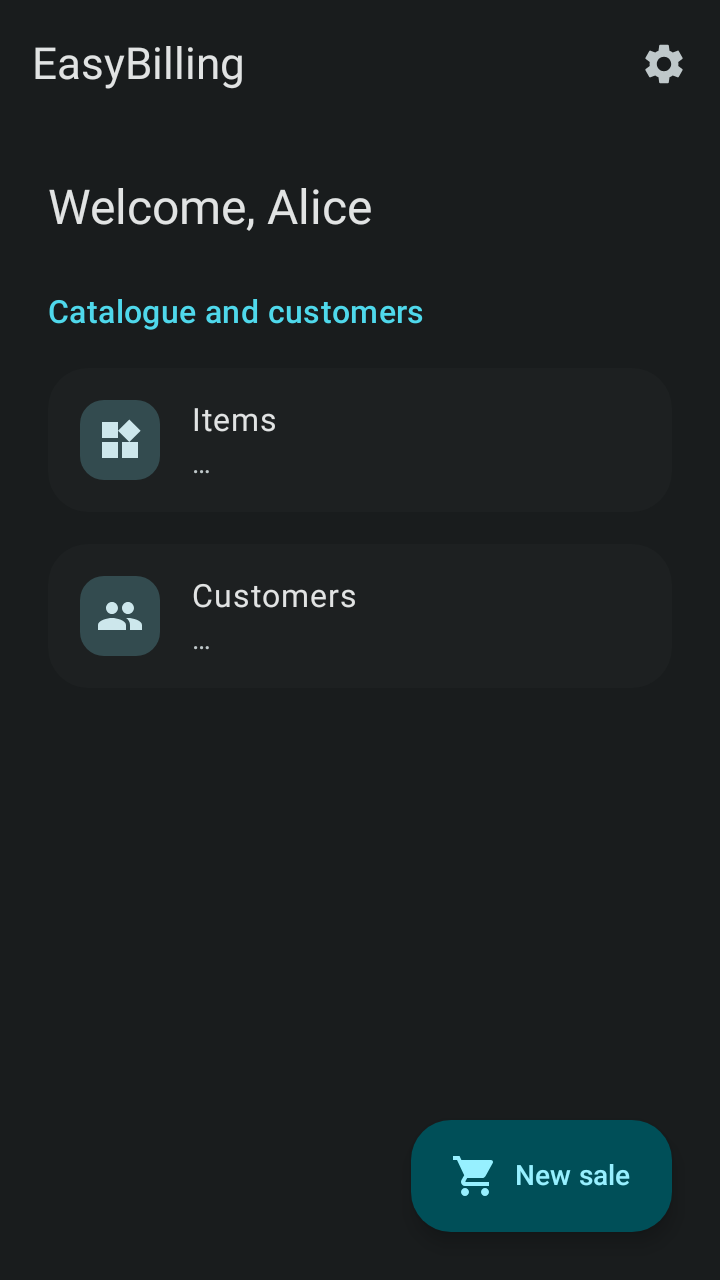 EasyBilling
Welcome, Alice
Catalogue and customers
Items
...
Customers
...
New sale